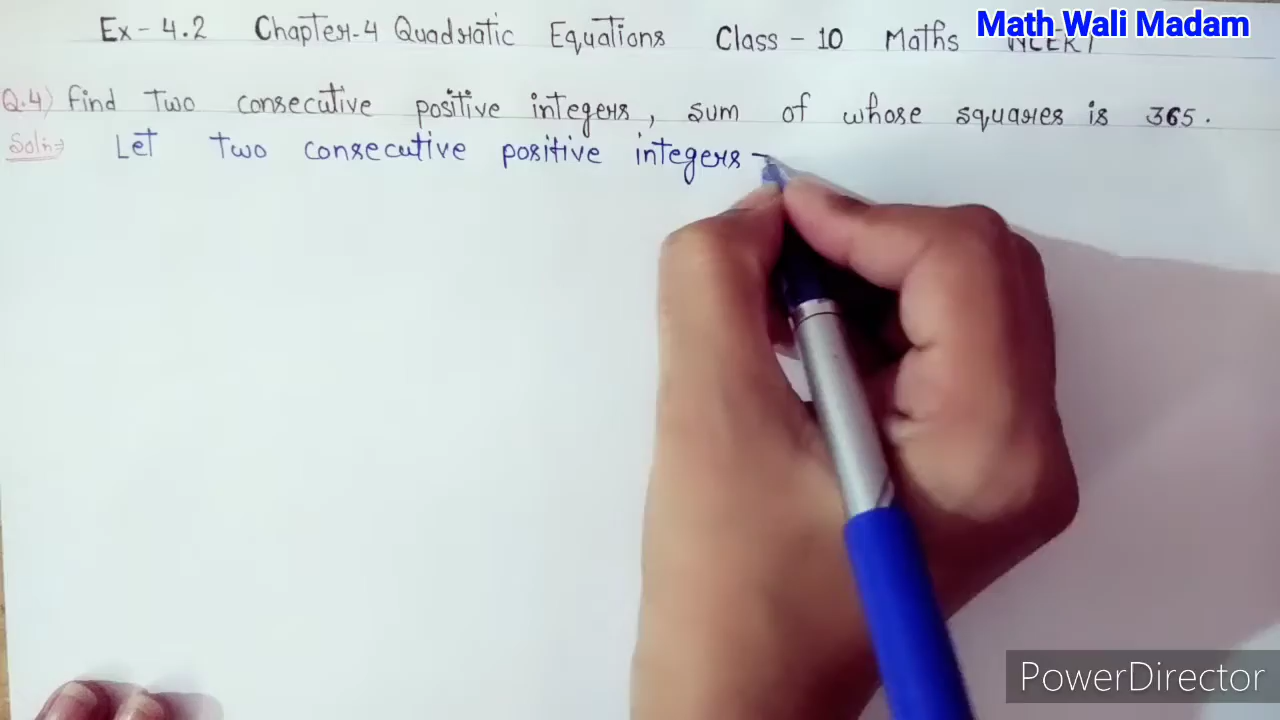 Ex - 4.2 Chapter-4 Quadratic Equations Class - 10 Maths NCERT
Math Wali Madam
Q.4) Find two consecutive positive integers, sum of whose squares is 365.
Soln⇒ Let two consecutive positive integers
PowerDirector